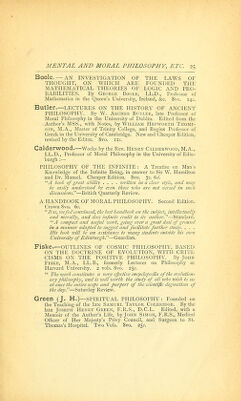 MENTAL AND MORAL PHILOSOPHY, ETC.
Boole. — AN INVESTIGATION OF THE LAWS OF
THOUGHT, ON WHICH ARE FOUNDED THE
MATHEMATICAL THEORIES OF LOGIC AND PRO-
BABILITIES. By GEORGE BOOLE, LL.D., Professor of
Mathematics in the Queen's University, Ireland, &c. 8vo. 14s.
Butler.—LECTURES ON THE HISTORY OF ANCIENT
PHILOSOPHY. By W. ARCHER BUTLER, late Professor of
Moral Philosophy in the University of Dublin. Edited from the
Author's MSS., with Notes, by WILLIAM HEPWORTH THOMP-
SON, M.A., Master of Trinity College, and Regius Professor of
Greek in the University of Cambridge. New and Cheaper Edition,
revised by the Editor. 8vo. 12s.
Calderwood.—Works by the Rev. HENRY CALDERWOOD, M.A.,
LL.D., Professor of Moral Philosophy in the University of Edin-
burgh :—
PHILOSOPHY OF THE INFINITE: A Treatise on Man's
Knowledge of the Infinite Being, in answer to Sir W. Hamilton
and Dr. Mansel. Cheaper Edition. 8vo. 7s. 6d.
"A book of great ability . . . . written in a clear style, and may
be easily understood by even those who are not versed in such
discussions."—British Quarterly Review.
A HANDBOOK OF MORAL PHILOSOPHY. Second Edition.
Crown 8vo. 6s.
"It is, we feel convinced, the best handbook on the subject, intellectually
and morally, and does infinite credit to its author."—Standard.
"A compact and useful work, going over a great deal of ground
in a manner adapted to suggest and facilitate further study. . . .
His book will be an assistance to many students outside his own
University of Edinburgh."—Guardian.
Fiske.—OUTLINES OF COSMIC PHILOSOPHY, BASED
ON THE DOCTRINE OF EVOLUTION, WITH CRITI-
CISMS ON THE POSITIVE PHILOSOPHY. By JOHN
FISKE, M.A., LL.B., formerly Lecturer on Philosophy at
Harvard University. 2 vols. 8vo. 25s.
"The work constitutes a very effective encyclopædia of the evolution-
ary philosophy, and is well worth the study of all who wish to see
at once the entire scope and purport of the scientific dogmatism of
the day."—Saturday Review.
Green (J. H.)—SPIRITUAL PHILOSOPHY: Founded on
the Teaching of the late SAMUEL TAYLOR COLERIDGE. By the
late JOSEPH HENRY GREEN, F.R.S., D.C.L. Edited, with a
Memoir of the Author's Life, by JOHN SIMON, F.R.S., Medical
Officer of Her Majesty's Privy Council, and Surgeon to St.
Thomas's Hospital. Two Vols. 8vo. 25s.